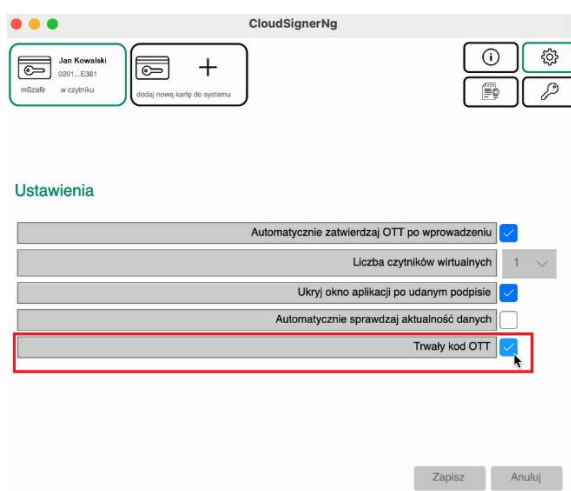 CloudSignerNg
Jan Kowalski
0201...E381
mSzafir w czytniku
dodaj nową kartę do systemu
Ustawienia
Automatycznie zatwierdzaj OTT po wprowadzeniu
Liczba czytników wirtualnych 1
Ukryj okno aplikacji po udanym podpisie
Automatycznie sprawdzaj aktualność danych
Trwały kod OTT
Zapisz Anuluj